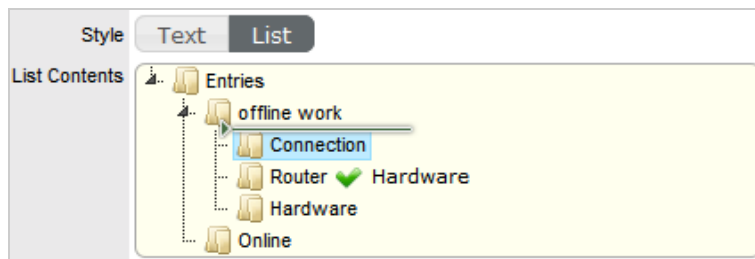 Style Text List
List Contents Entries
offline work
Connection
Router Hardware
Hardware
Online